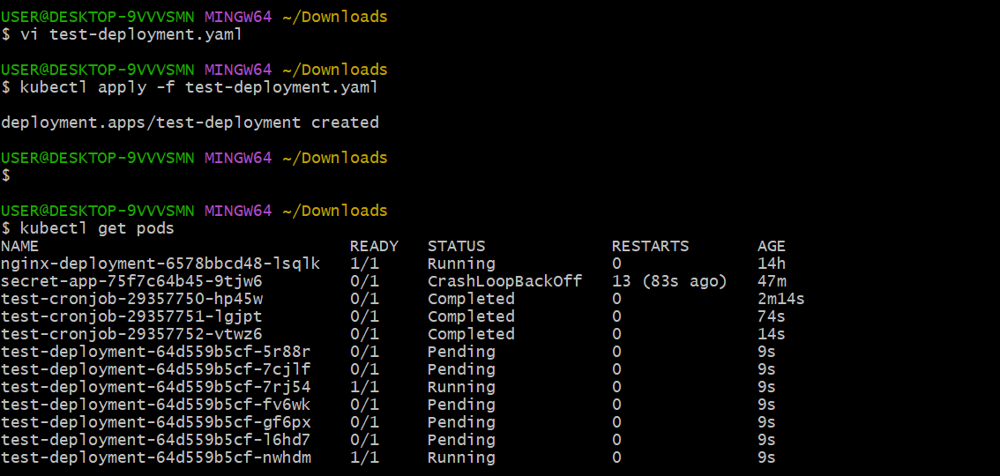 USER@DESKTOP-9VVVSMN MINGW64 ~/Downloads
$ vi test-deployment.yaml
USER@DESKTOP-9VVVSMN MINGW64 ~/Downloads
$ kubectl apply -f test-deployment.yaml
deployment.apps/test-deployment created
USER@DESKTOP-9VVVSMN MINGW64 ~/Downloads
$
USER@DESKTOP-9VVVSMN MINGW64 ~/Downloads
$ kubectl get pods
NAME READY STATUS RESTARTS AGE
nginx-deployment-6578bbcd48-lsqlk 1/1 Running 0 14h
secret-app-75f7c64b45-9tjw6 0/1 CrashLoopBackOff 13 (83s ago) 47m
test-cronjob-29357750-hp45w 0/1 Completed 0 2m14s
test-cronjob-29357751-lgjpt 0/1 Completed 0 74s
test-cronjob-29357752-vtwz6 0/1 Completed 0 14s
test-deployment-64d559b5cf-5r88r 0/1 Pending 0 9s
test-deployment-64d559b5cf-7cjlf 0/1 Pending 0 9s
test-deployment-64d559b5cf-7rj54 1/1 Running 0 9s
test-deployment-64d559b5cf-fv6wk 0/1 Pending 0 9s
test-deployment-64d559b5cf-gf6px 0/1 Pending 0 9s
test-deployment-64d559b5cf-l6hd7 0/1 Pending 0 9s
test-deployment-64d559b5cf-nwhdm 1/1 Running 0 9s